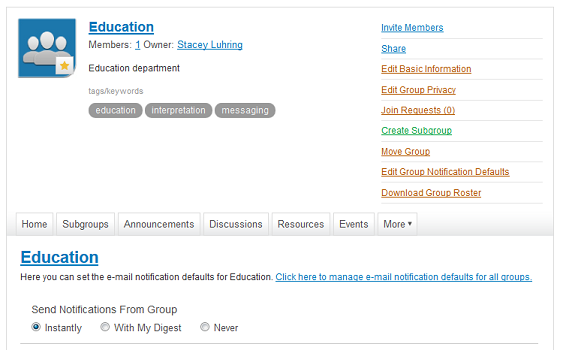 Education
Members: 1 Owner: Stacey Luhring
Education department
tags/keywords
education interpretation messaging
Invite Members
Share
Edit Basic Information
Edit Group Privacy
Join Requests (0)
Create Subgroup
Move Group
Edit Group Notification Defaults
Download Group Roster
Home Subgroups Announcements Discussions Resources Events More ▾
Education
Here you can set the e-mail notification defaults for Education. Click here to manage e-mail notification defaults for all groups.
Send Notifications From Group
Instantly With My Digest Never